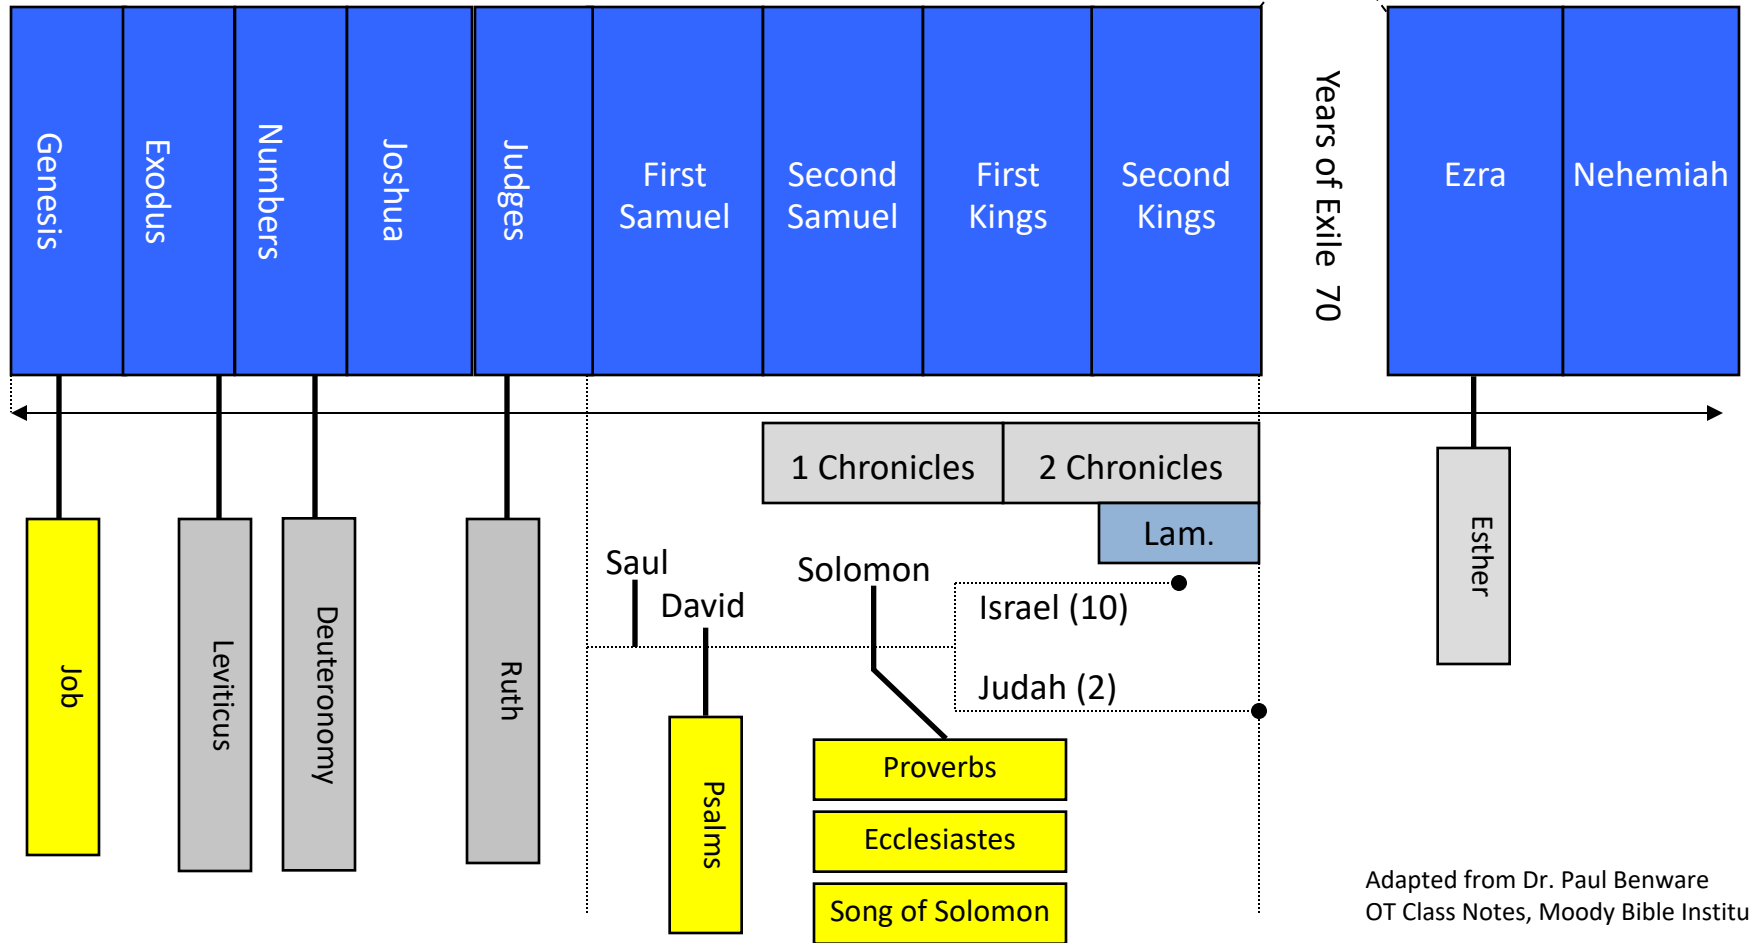 Genesis
Exodus
Numbers
Joshua
Judges
First
Samuel
Second
Samuel
First
Kings
Second
Kings
Years of Exile 70
Ezra
Nehemiah
1 Chronicles
2 Chronicles
Lam.
Esther
Job
Leviticus
Deuteronomy
Ruth
Saul
David
Solomon
Israel (10)
Judah (2)
Psalms
Proverbs
Ecclesiastes
Song of Solomon
Adapted from Dr. Paul Benware
OT Class Notes, Moody Bible Institu